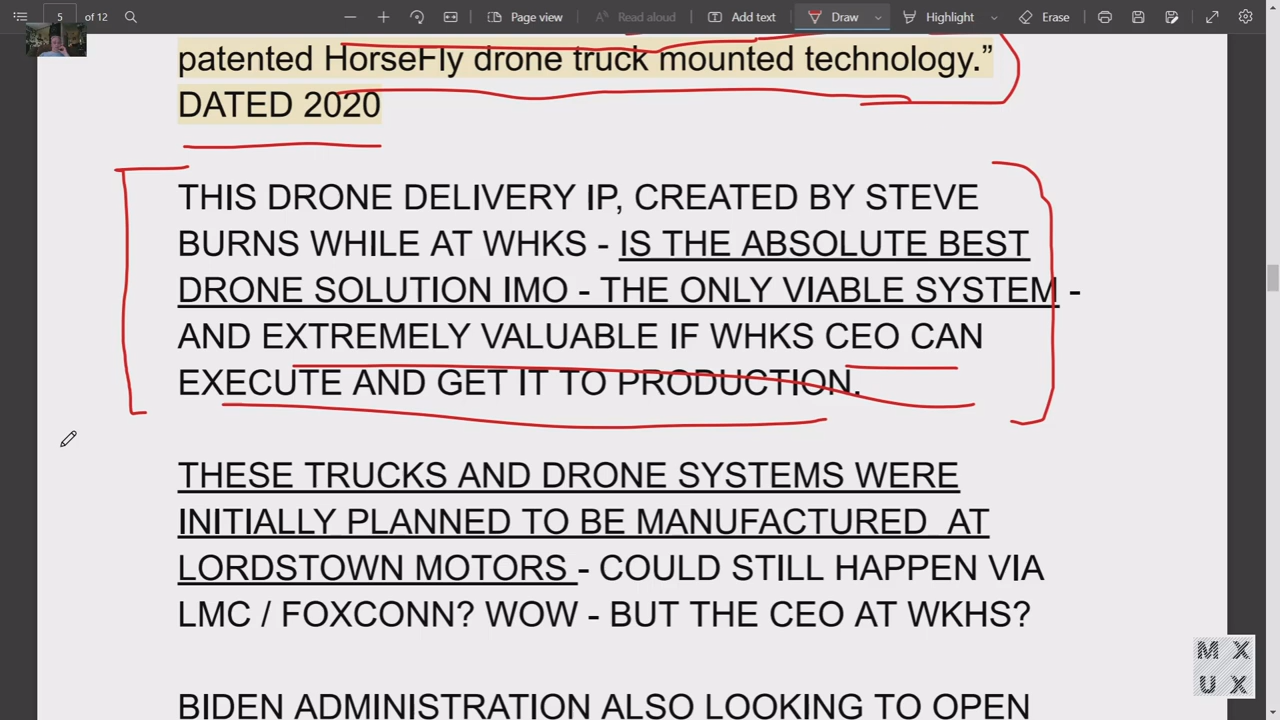 5 of 12
Page view
Read aloud
Add text
Draw
Highlight
Erase
patented HorseFly drone truck mounted technology.”
DATED 2020
THIS DRONE DELIVERY IP, CREATED BY STEVE
BURNS WHILE AT WHKS - IS THE ABSOLUTE BEST
DRONE SOLUTION IMO - THE ONLY VIABLE SYSTEM -
AND EXTREMELY VALUABLE IF WHKS CEO CAN
EXECUTE AND GET IT TO PRODUCTION.
THESE TRUCKS AND DRONE SYSTEMS WERE
INITIALLY PLANNED TO BE MANUFACTURED AT
LORDSTOWN MOTORS - COULD STILL HAPPEN VIA
LMC / FOXCONN? WOW - BUT THE CEO AT WKHS?
BIDEN ADMINISTRATION ALSO LOOKING TO OPEN
M X
U X